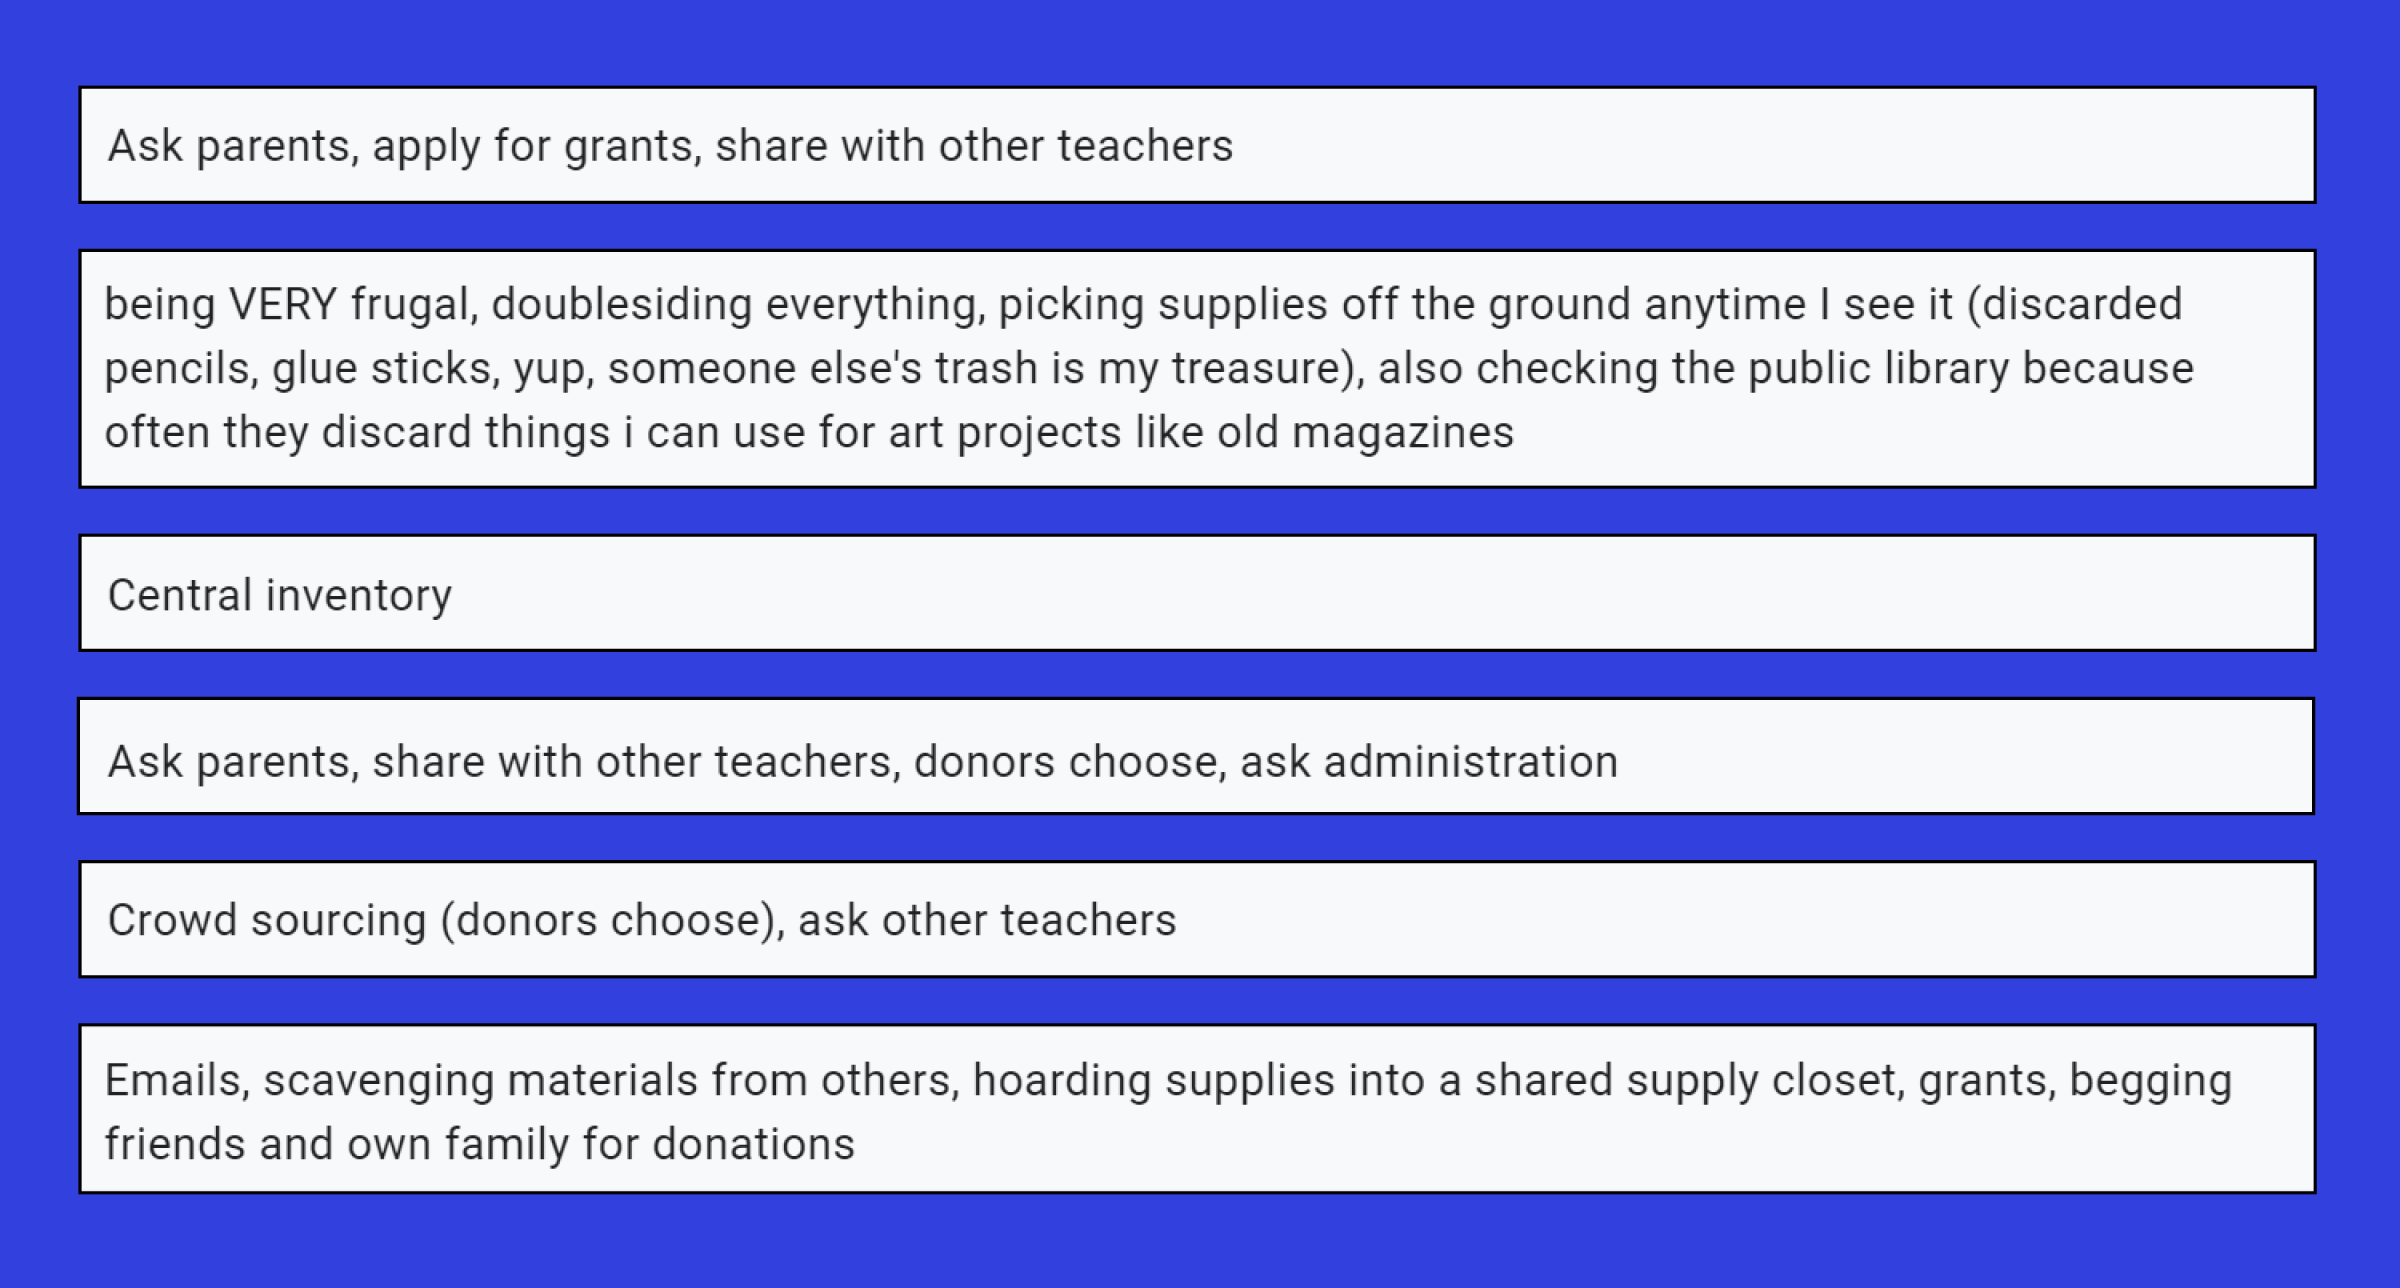 Ask parents, apply for grants, share with other teachers
being VERY frugal, doublesiding everything, picking supplies off the ground anytime I see it (discarded
pencils, glue sticks, yup, someone else's trash is my treasure), also checking the public library because
often they discard things i can use for art projects like old magazines
Central inventory
Ask parents, share with other teachers, donors choose, ask administration
Crowd sourcing (donors choose), ask other teachers
Emails, scavenging materials from others, hoarding supplies into a shared supply closet, grants, begging
friends and own family for donations